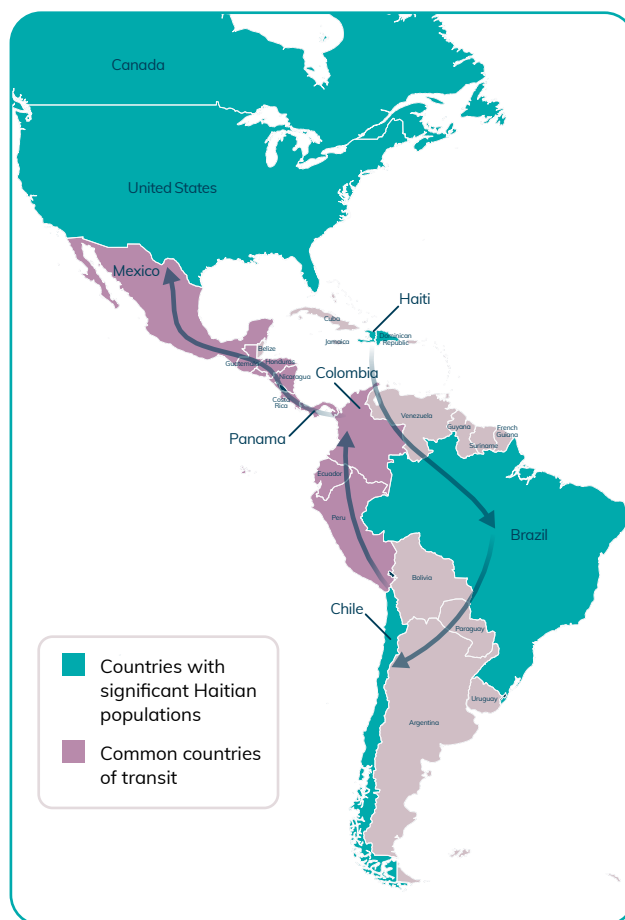 Canada
United States
Mexico
Haiti
Cuba
Dominican
Republic
Jamaica
Belize
Guatemala
Honduras
Nicaragua
Costa
Rica
Colombia
Panama
Venezuela
Guyana
French
Guiana
Suriname
Ecuador
Peru
Brazil
Bolivia
Chile
Paraguay
Uruguay
Argentina
Countries with
significant Haitian
populations
Common countries
of transit